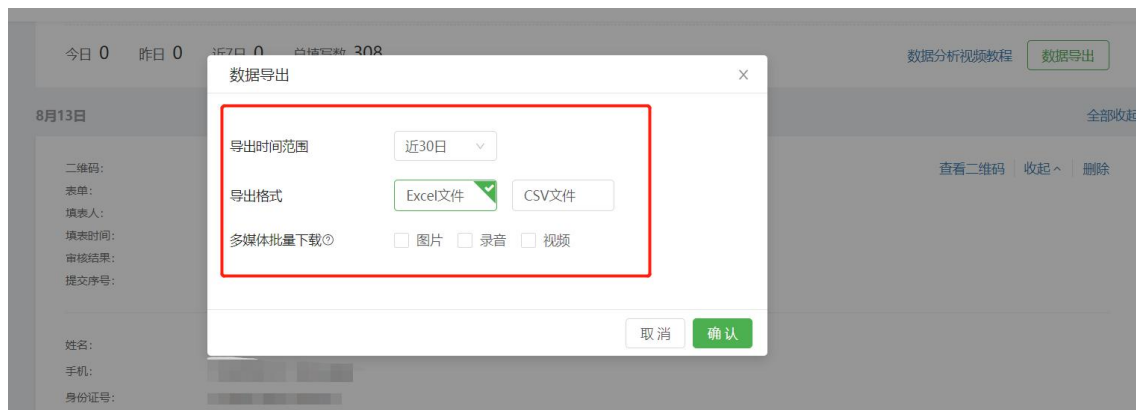 今日 0 昨日 0 近7日 0 总填写数 308 数据分析视频教程 数据导出
数据导出
8月13日 全部收起
导出时间范围 近30日
二维码: 查看二维码 收起 删除
表单:
导出格式 Excel文件 CSV文件
填表人:
填表时间:
多媒体批量下载? 图片 录音 视频
审核结果:
提交序号:
取消 确认
姓名:
手机:
身份证号: